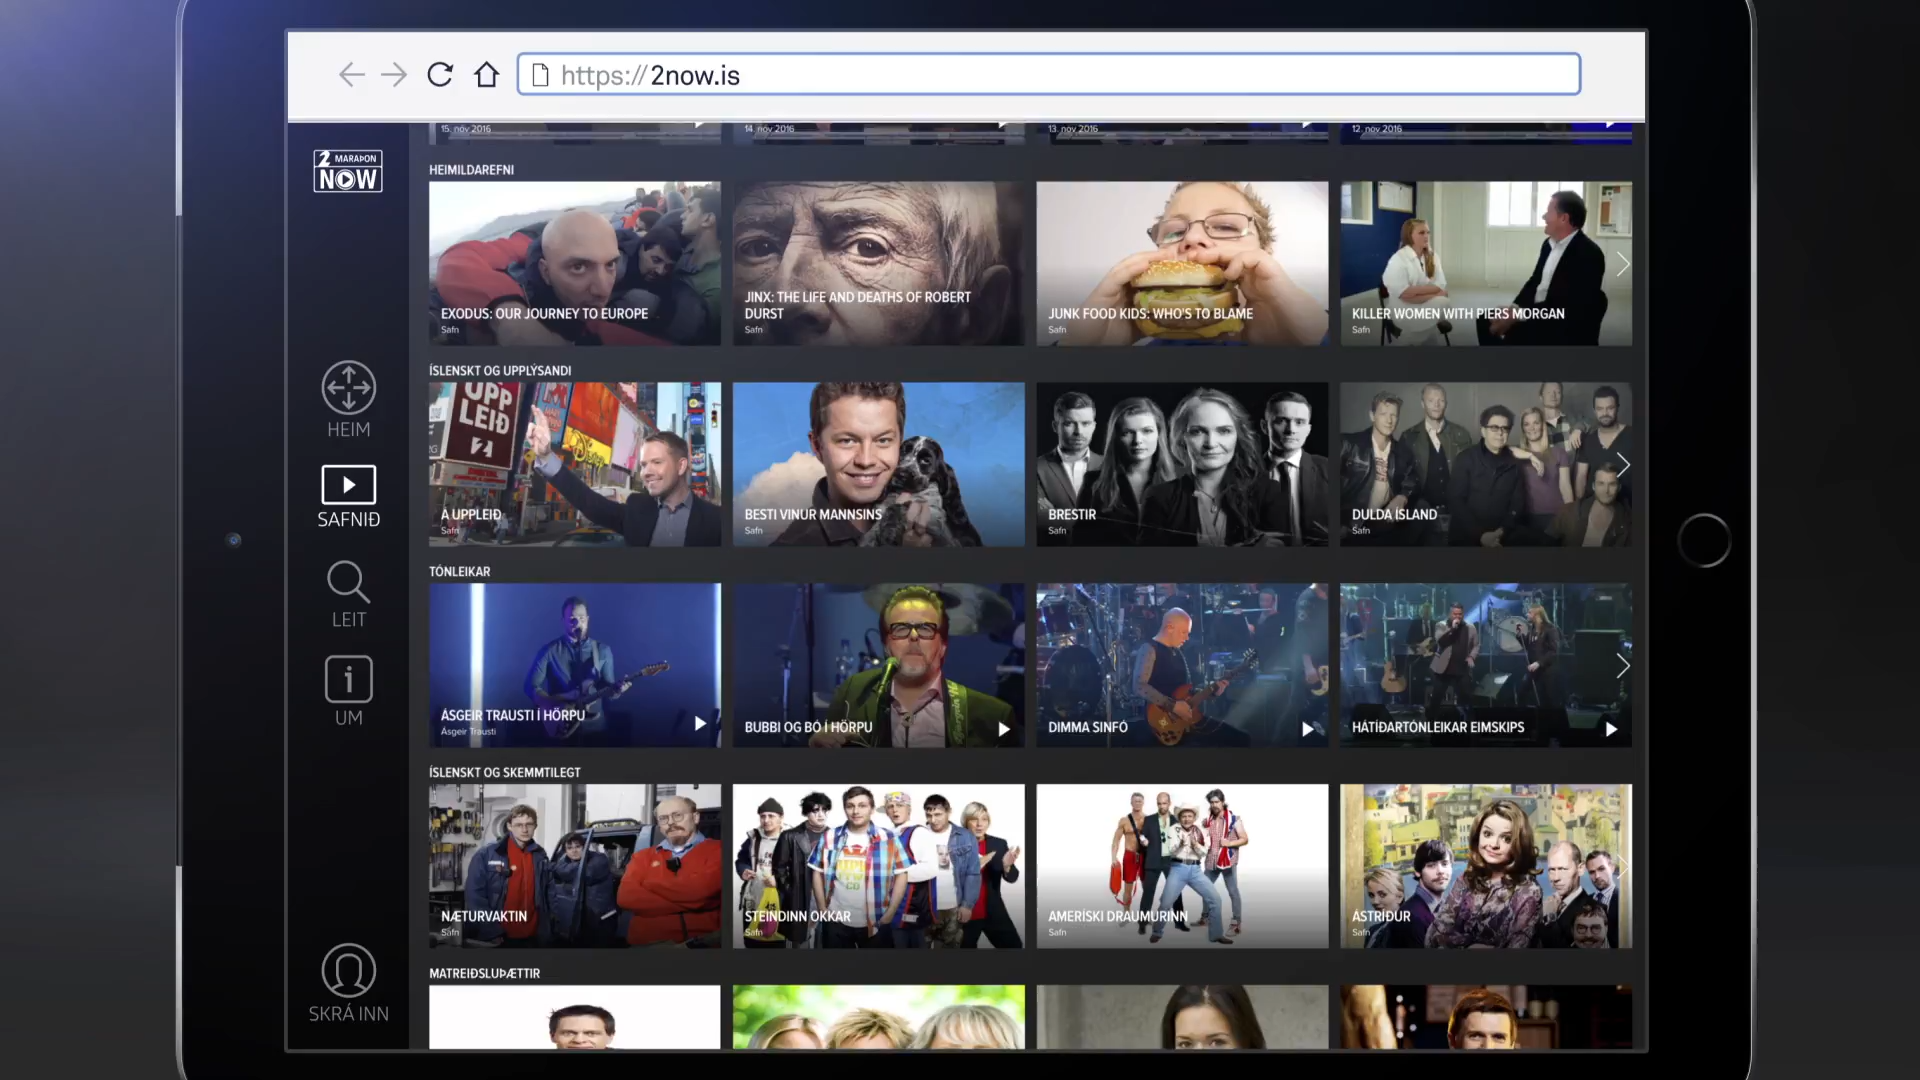 https://2now.is
15. nóv 2016
14. nóv 2016
13. nóv 2016
12. nóv 2016
2 MARAÞON
NOW
HEIMILDAREFNI
EXODUS: OUR JOURNEY TO EUROPE
Safn
JINX: THE LIFE AND DEATHS OF ROBERT
DURST
Safn
JUNK FOOD KIDS: WHO'S TO BLAME
Safn
KILLER WOMEN WITH PIERS MORGAN
Safn
ÍSLENSKT OG UPPLÝSANDI
UPP
LEIÐ
2
Á UPPLEIÐ
Safn
BESTI VINUR MANNSINS
Safn
BRESTIR
Safn
DULDA ÍSLAND
Safn
HEIM
SAFNIÐ
LEIT
UM
SKRÁ INN
TÓNLEIKAR
ÁSGEIR TRAUSTI Í HÖRPU
Ásgeir Trausti
BUBBI OG BÓ Í HÖRPU
DIMMA SINFÓ
HÁTÍÐARTÓNLEIKAR EIMSKIPS
ÍSLENSKT OG SKEMMTILEGT
NÆTURVAKTIN
Safn
STEINDINN OKKAR
Safn
AMERÍSKI DRAUMURINN
Safn
ÁSTRÍÐUR
Safn
MATREIÐSLUÞÆTTIR